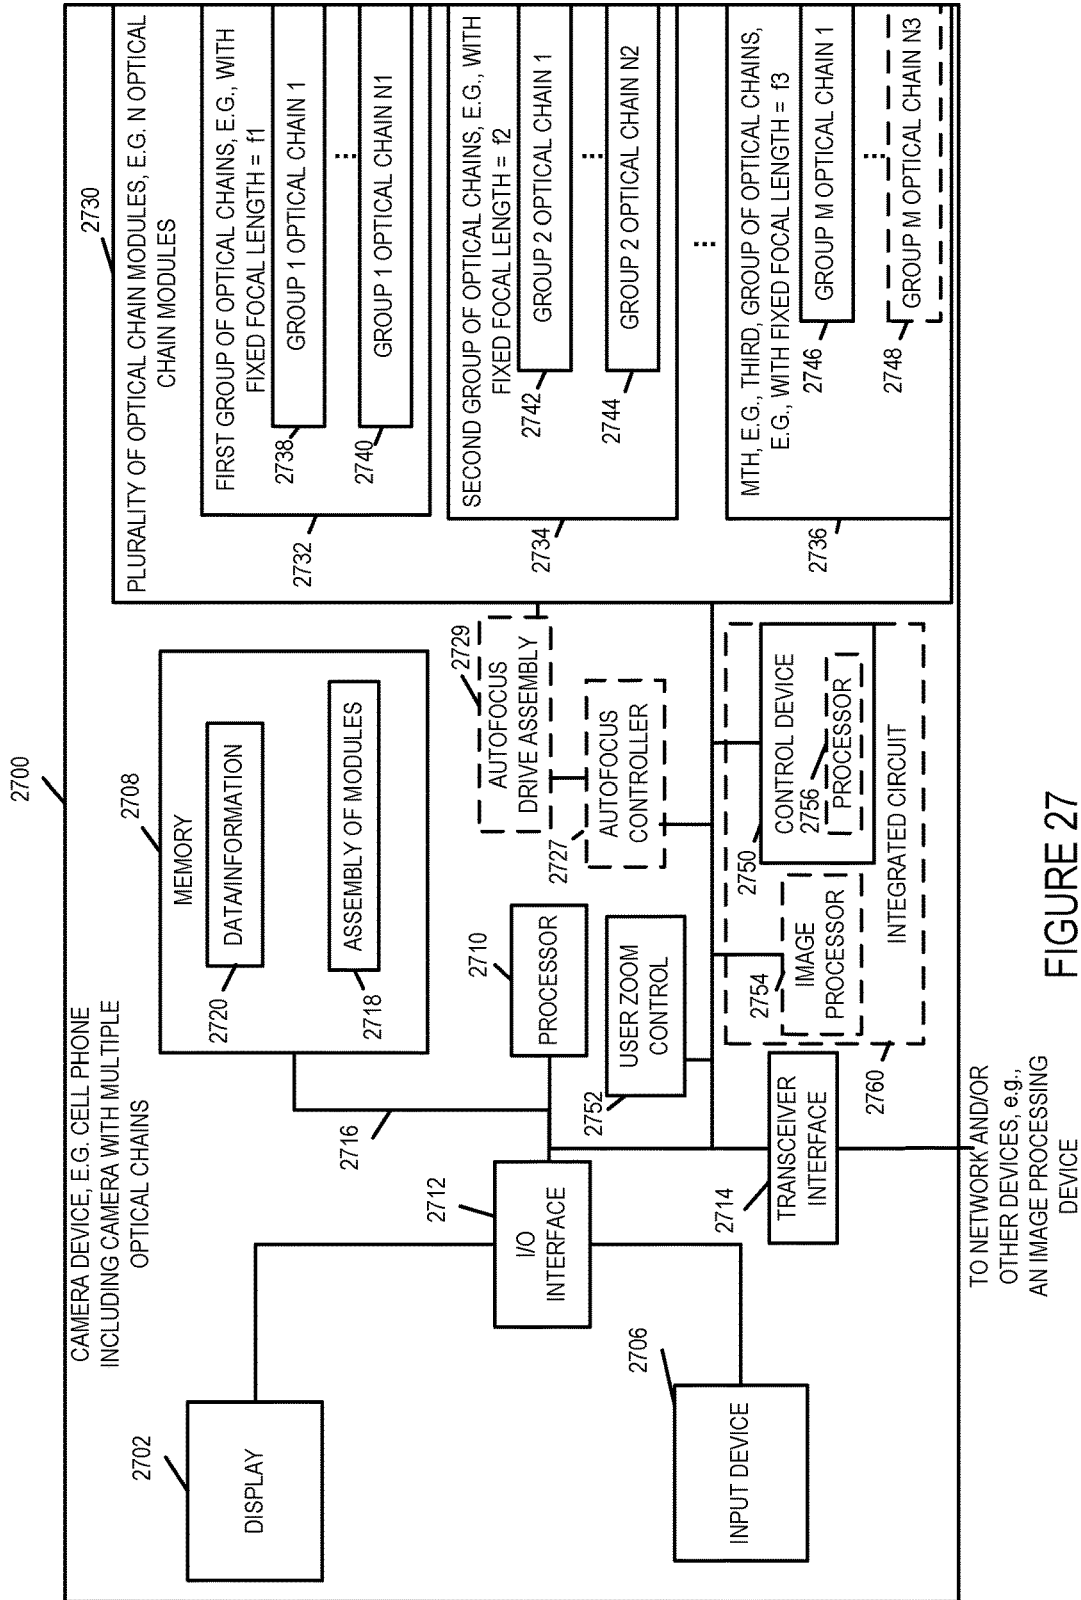 2700
CAMERA DEVICE, E.G. CELL PHONE
INCLUDING CAMERA WITH MULTIPLE
OPTICAL CHAINS
2702
DISPLAY
2706
INPUT DEVICE
2712
I/O
INTERFACE
2716
2708
MEMORY
2720
DATA/INFORMATION
2718
ASSEMBLY OF MODULES
2710
PROCESSOR
2752
USER ZOOM
CONTROL
2714
TRANSCEIVER
INTERFACE
TO NETWORK AND/OR
OTHER DEVICES, e.g.,
AN IMAGE PROCESSING
DEVICE
2729
AUTOFOCUS
DRIVE ASSEMBLY
2727
AUTOFOCUS
CONTROLLER
2750
CONTROL DEVICE
2756
PROCESSOR
2754
IMAGE
PROCESSOR
INTEGRATED CIRCUIT
2760
2730
PLURALITY OF OPTICAL CHAIN MODULES, E.G. N OPTICAL
CHAIN MODULES
FIRST GROUP OF OPTICAL CHAINS, E.G., WITH
FIXED FOCAL LENGTH = f1
2738
GROUP 1 OPTICAL CHAIN 1
...
2740
GROUP 1 OPTICAL CHAIN N1
2732
SECOND GROUP OF OPTICAL CHAINS, E.G., WITH
FIXED FOCAL LENGTH = f2
2742
GROUP 2 OPTICAL CHAIN 1
...
2744
GROUP 2 OPTICAL CHAIN N2
2734
...
MTH, E.G., THIRD, GROUP OF OPTICAL CHAINS,
E.G., WITH FIXED FOCAL LENGTH = f3
2746
GROUP M OPTICAL CHAIN 1
...
2748
GROUP M OPTICAL CHAIN N3
2736
FIGURE 27